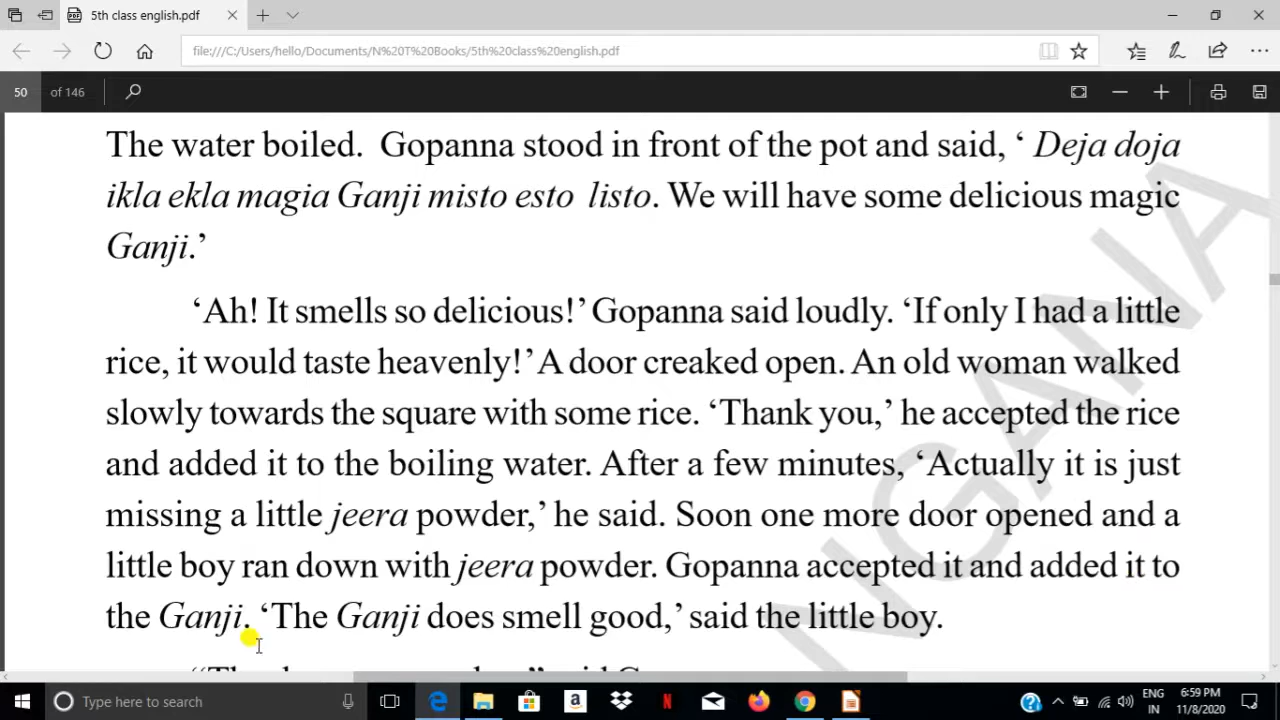 5th class english.pdf
file:///C:/Users/hello/Documents/N%20T%20Books/5th%20class%20english.pdf
50 of 146
The water boiled. Gopanna stood in front of the pot and said, ‘ Deja doja
ikla ekla magia Ganji misto esto listo. We will have some delicious magic
Ganji.’
‘Ah! It smells so delicious!’ Gopanna said loudly. ‘If only I had a little
rice, it would taste heavenly!’ A door creaked open. An old woman walked
slowly towards the square with some rice. ‘Thank you,’ he accepted the rice
and added it to the boiling water. After a few minutes, ‘Actually it is just
missing a little jeera powder,’ he said. Soon one more door opened and a
little boy ran down with jeera powder. Gopanna accepted it and added it to
the Ganji. ‘The Ganji does smell good,’ said the little boy.
NGANA
Type here to search
ENG
IN
6:59 PM
11/8/2020